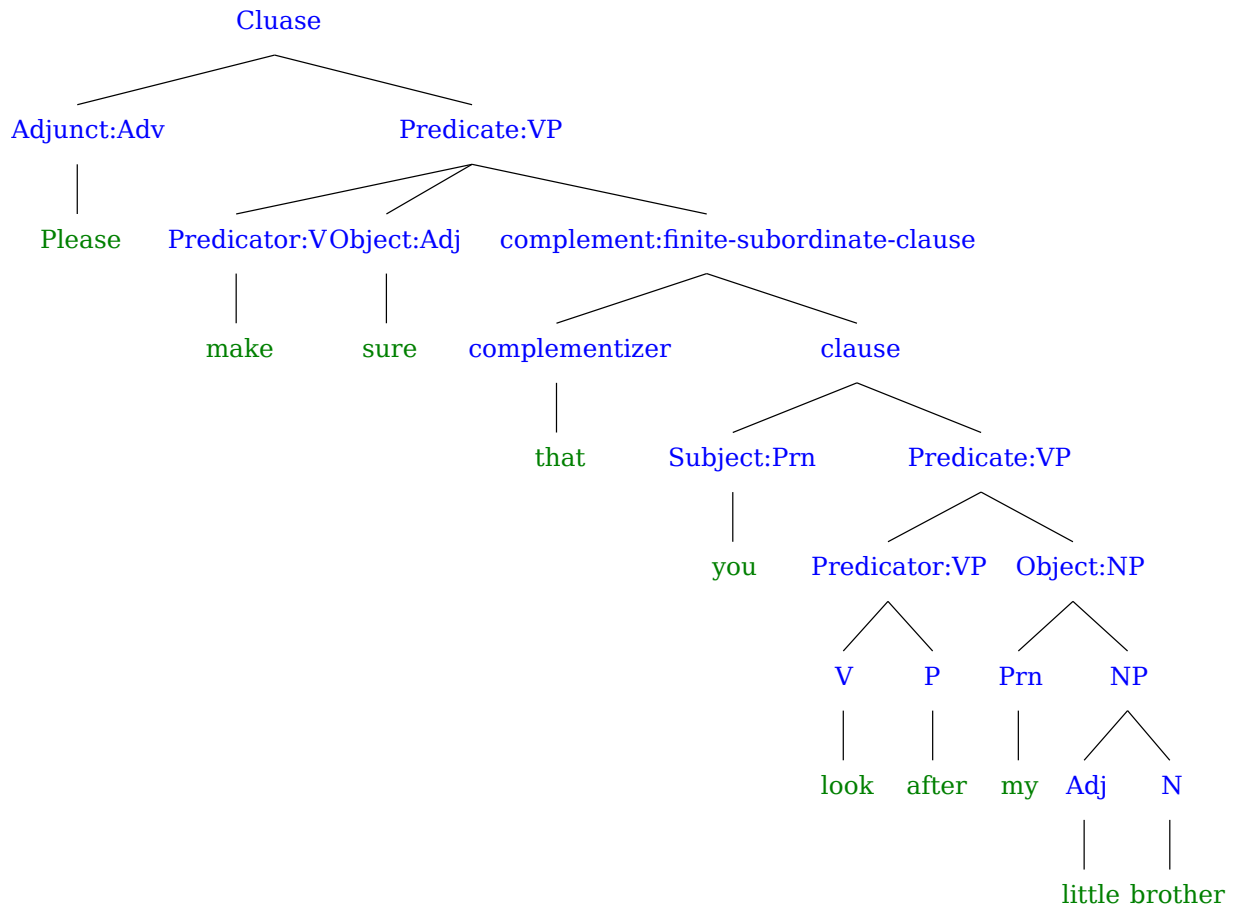 Cluase
Adjunct:Adv Predicate:VP
Please Predicator:V Object:Adj complement:finite-subordinate-clause
make sure complementizer clause
that Subject:Prn Predicate:VP
you Predicator:VP Object:NP
V P Prn NP
look after my Adj N
little brother